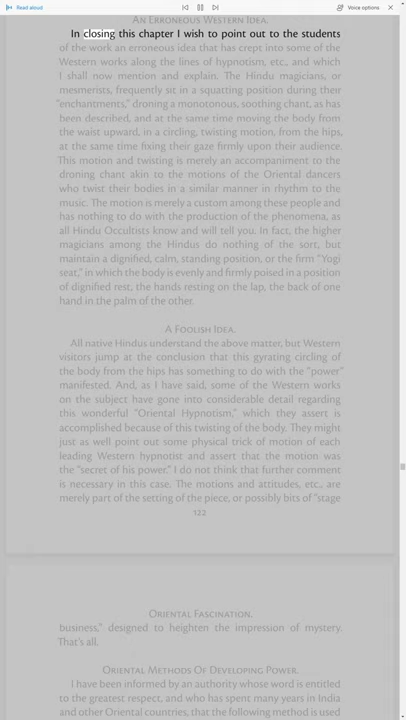 Read aloud
Voice options
AN ERRONEOUS WESTERN IDEA.
In closing this chapter I wish to point out to the students
of the work an erroneous idea that has crept into some of the
Western works along the lines of hypnotism, etc., and which
I shall now mention and explain. The Hindu magicians, or
mesmerists, frequently sit in a squatting position during their
"enchantments," droning a monotonous, soothing chant, as has
been described, and at the same time moving the body from
the waist upward, in a circling, twisting motion, from the hips,
at the same time fixing their gaze firmly upon their audience.
This motion and twisting is merely an accompaniment to the
droning chant akin to the motions of the Oriental dancers
who twist their bodies in a similar manner in rhythm to the
music. The motion is merely a custom among these people and
has nothing to do with the production of the phenomena, as
all Hindu Occultists know and will tell you. In fact, the higher
magicians among the Hindus do nothing of the sort, but
maintain a dignified, calm, standing position, or the firm "Yogi
seat," in which the body is evenly and firmly poised in a position
of dignified rest, the hands resting on the lap, the back of one
hand in the palm of the other.
A FOOLISH IDEA.
All native Hindus understand the above matter, but Western
visitors jump at the conclusion that this gyrating circling of
the body from the hips has something to do with the "power"
manifested. And, as I have said, some of the Western works
on the subject have gone into considerable detail regarding
this wonderful "Oriental Hypnotism," which they assert is
accomplished because of this twisting of the body. They might
just as well point out some physical trick of motion of each
leading Western hypnotist and assert that the motion was
the "secret of his power." I do not think that further comment
is necessary in this case. The motions and attitudes, etc., are
merely part of the setting of the piece, or possibly bits of "stage
122
ORIENTAL FASCINATION.
business," designed to heighten the impression of mystery.
That's all.
ORIENTAL METHODS OF DEVELOPING POWER.
I have been informed by an authority whose word is entitled
to the greatest respect, and who has spent many years in India
and other Oriental countries, that the following method is used